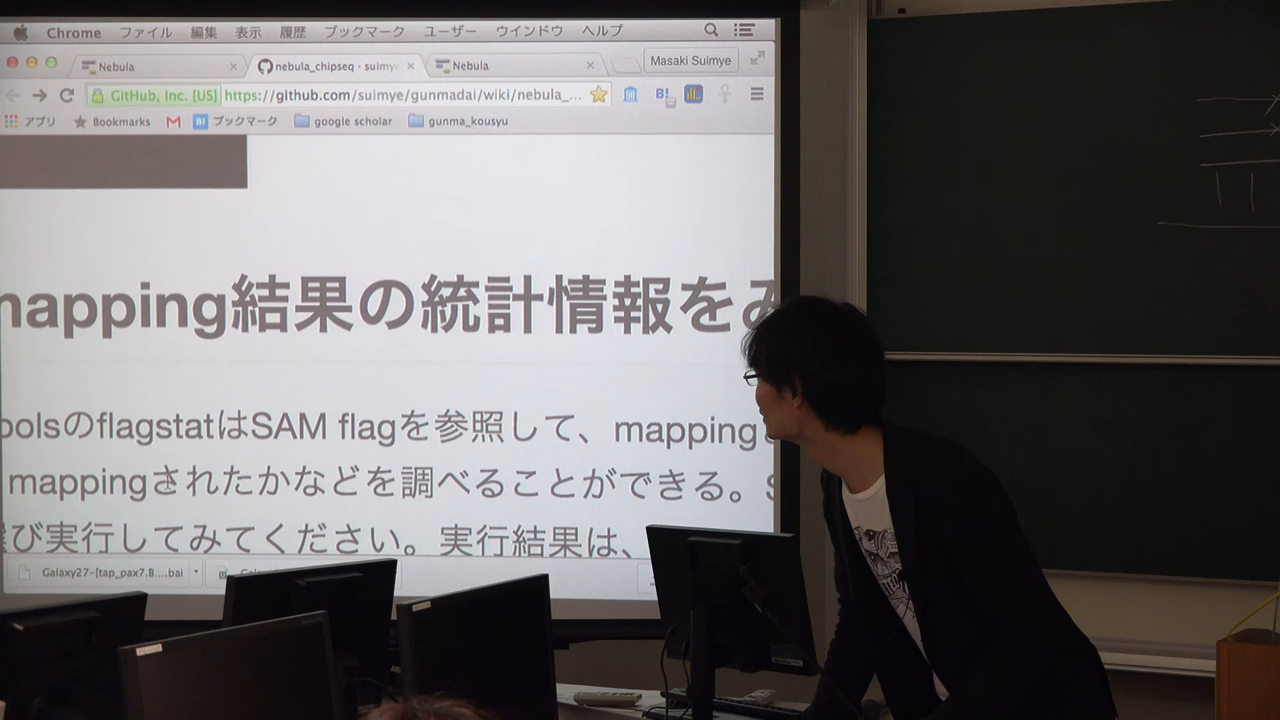 Chrome ファイル 編集 表示 履歴 ブックマーク ユーザー ウインドウ ヘルプ
Nebula nebula_chipseq · suimye Nebula Masaki Suimye
GitHub, Inc. [US] https://github.com/suimye/gunmadai/wiki/nebula_...
アプリ Bookmarks ブックマーク google scholar gunma_kousyu
mapping結果の統計情報をみ
oolsのflagstatはSAM flagを参照して、mapping
mappingされたかなどを調べることができる。S
び実行してみてください。実行結果は、
Galaxy27-[tap_pax7.B....bai